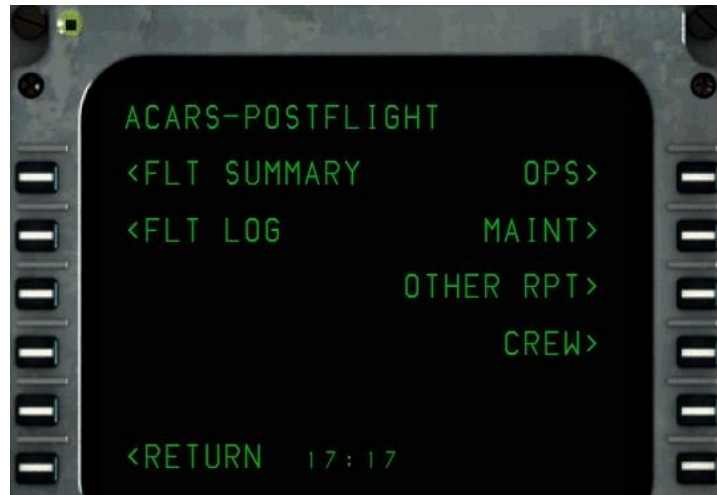 ACARS-POSTFLIGHT
<FLT SUMMARY OPS>
<FLT LOG MAINT>
OTHER RPT>
CREW>
<RETURN 17:17